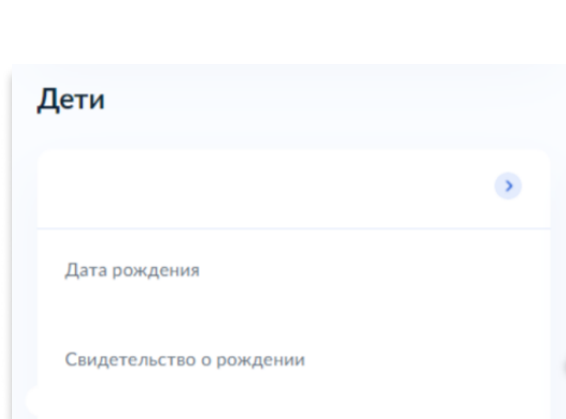 Дети
Дата рождения
Свидетельство о рождении